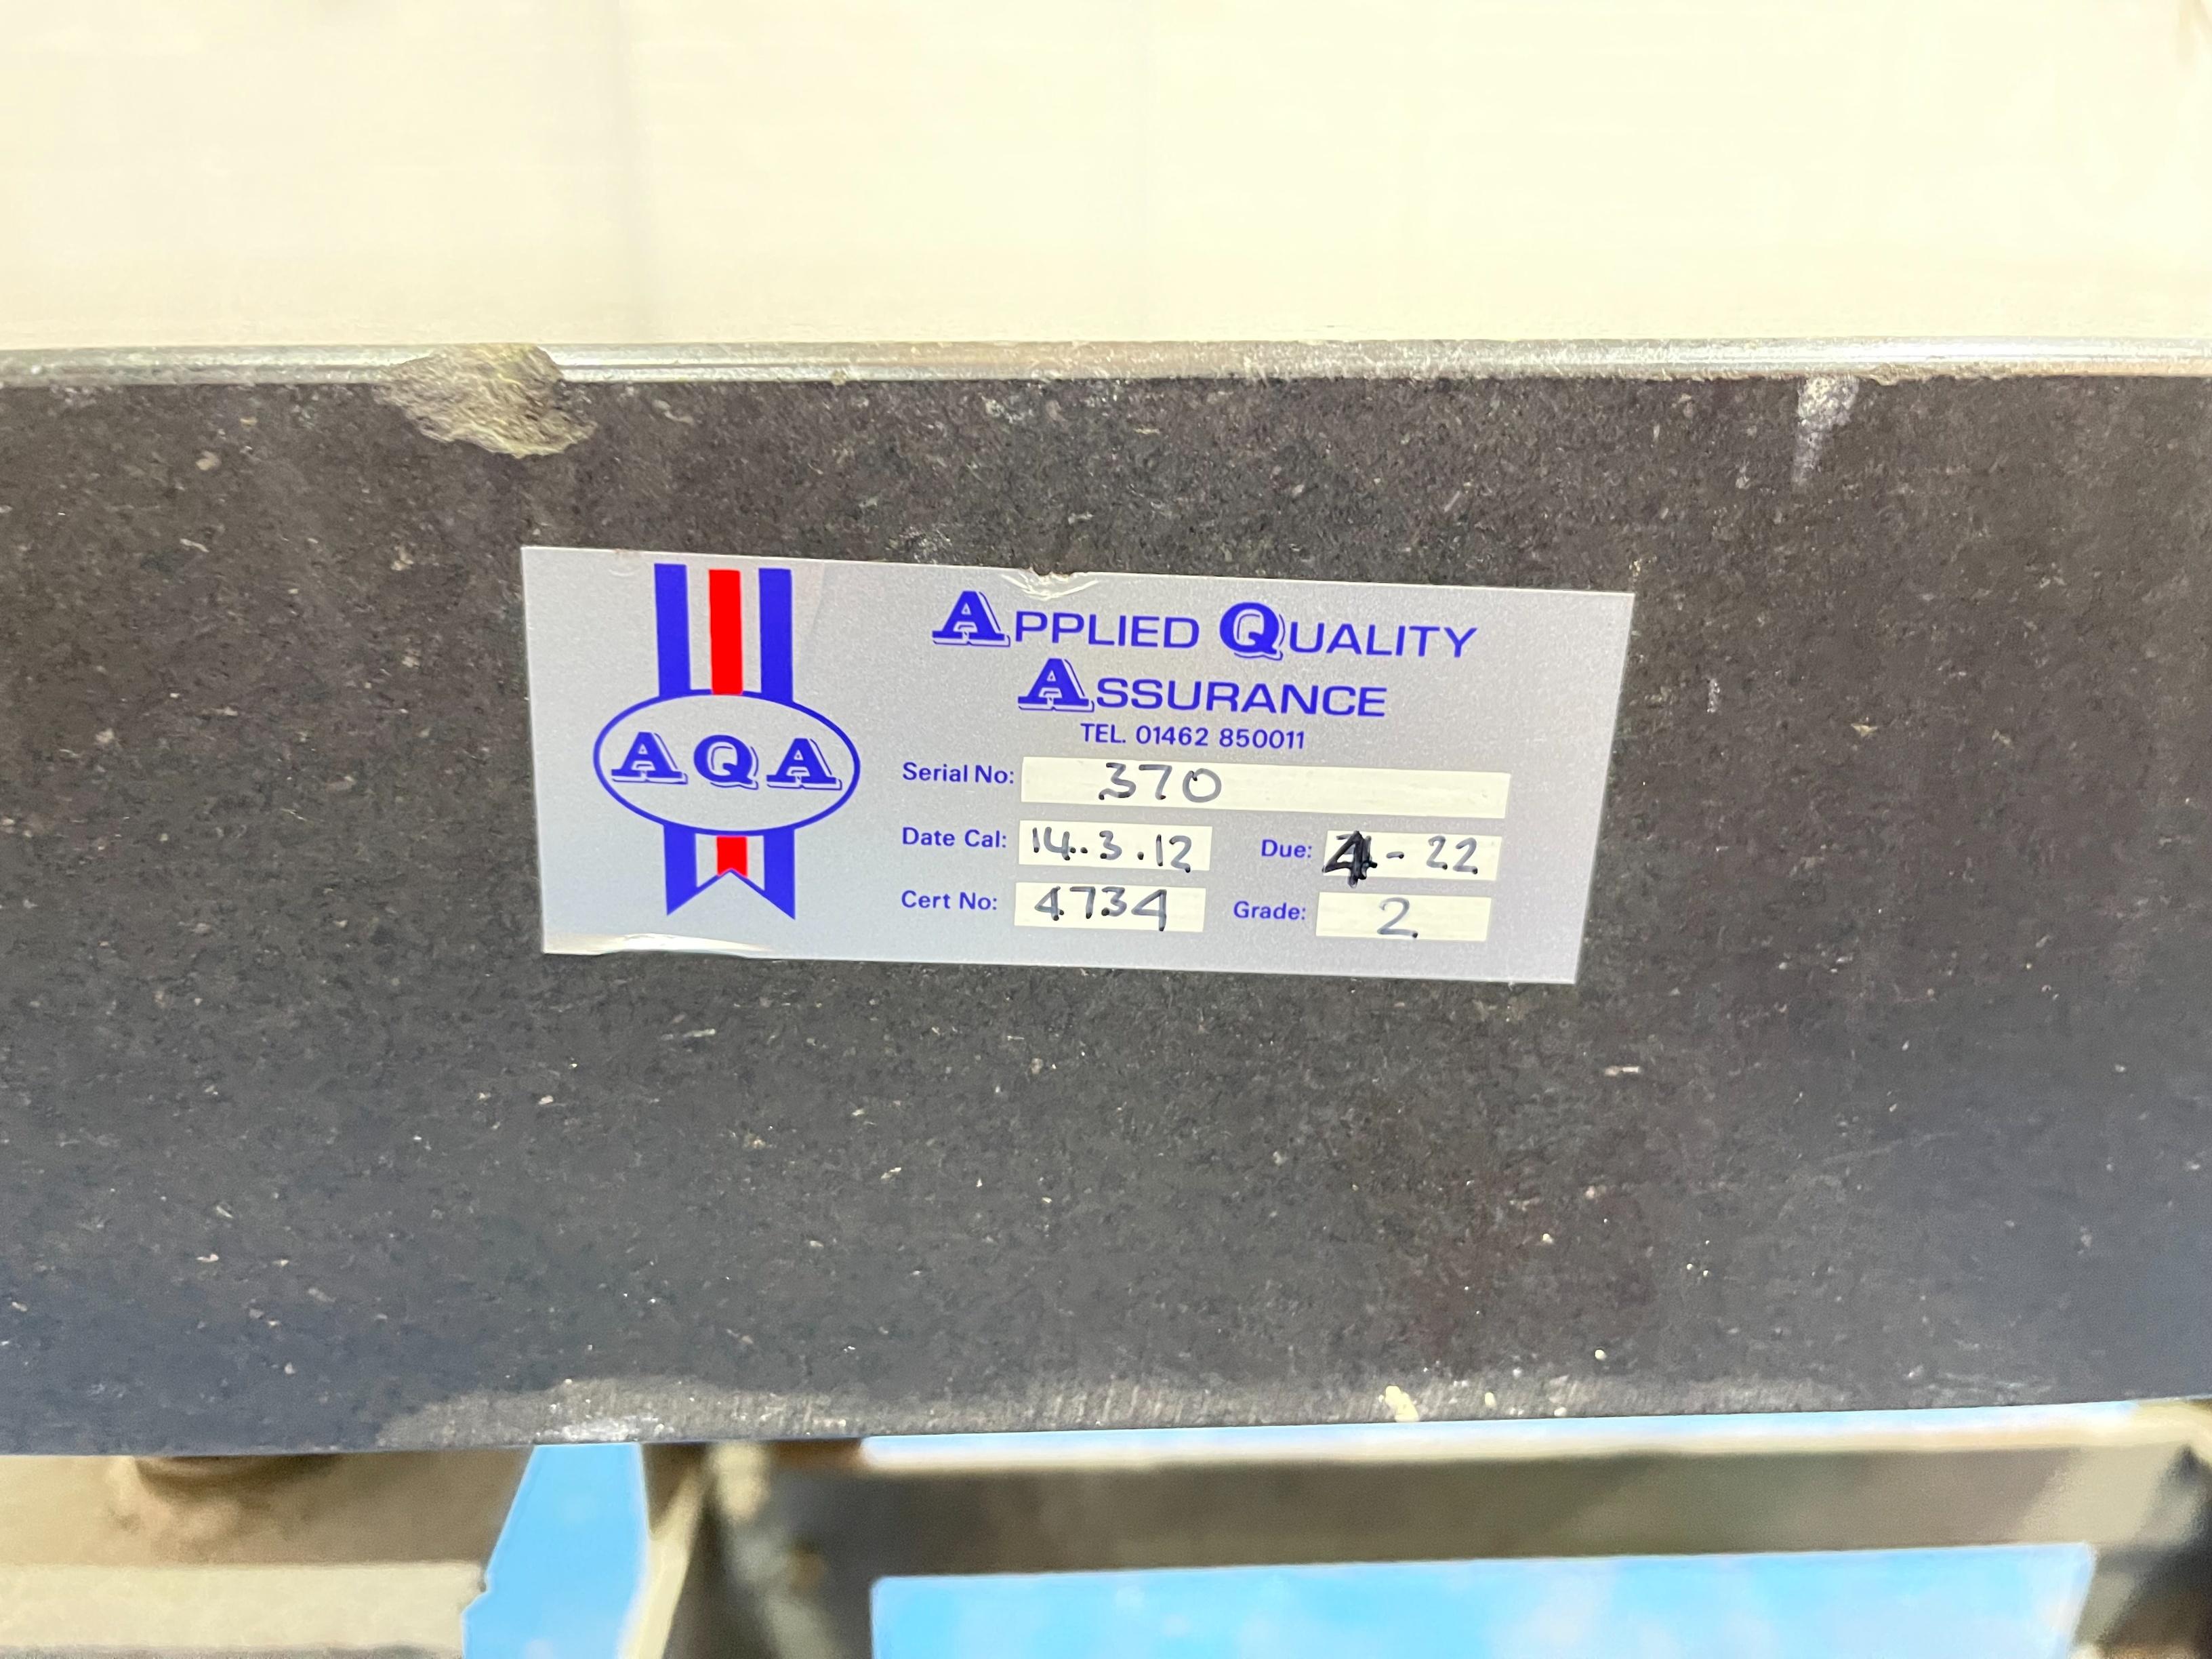 APPLIED QUALITY
ASSURANCE
TEL. 01462 850011
AQA
Serial No: 370
Date Cal: 14.3.12 Due: 4-22
Cert No: 4734 Grade: 2